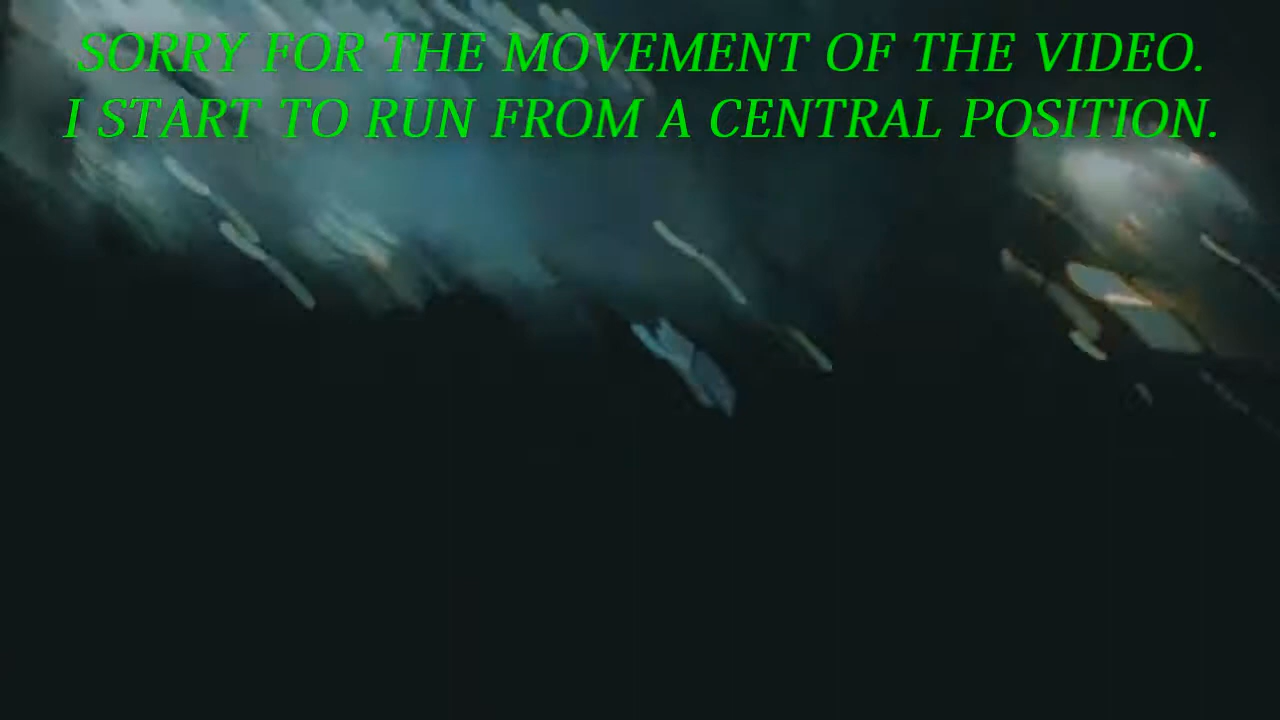 SORRY FOR THE MOVEMENT OF THE VIDEO.
I START TO RUN FROM A CENTRAL POSITION.